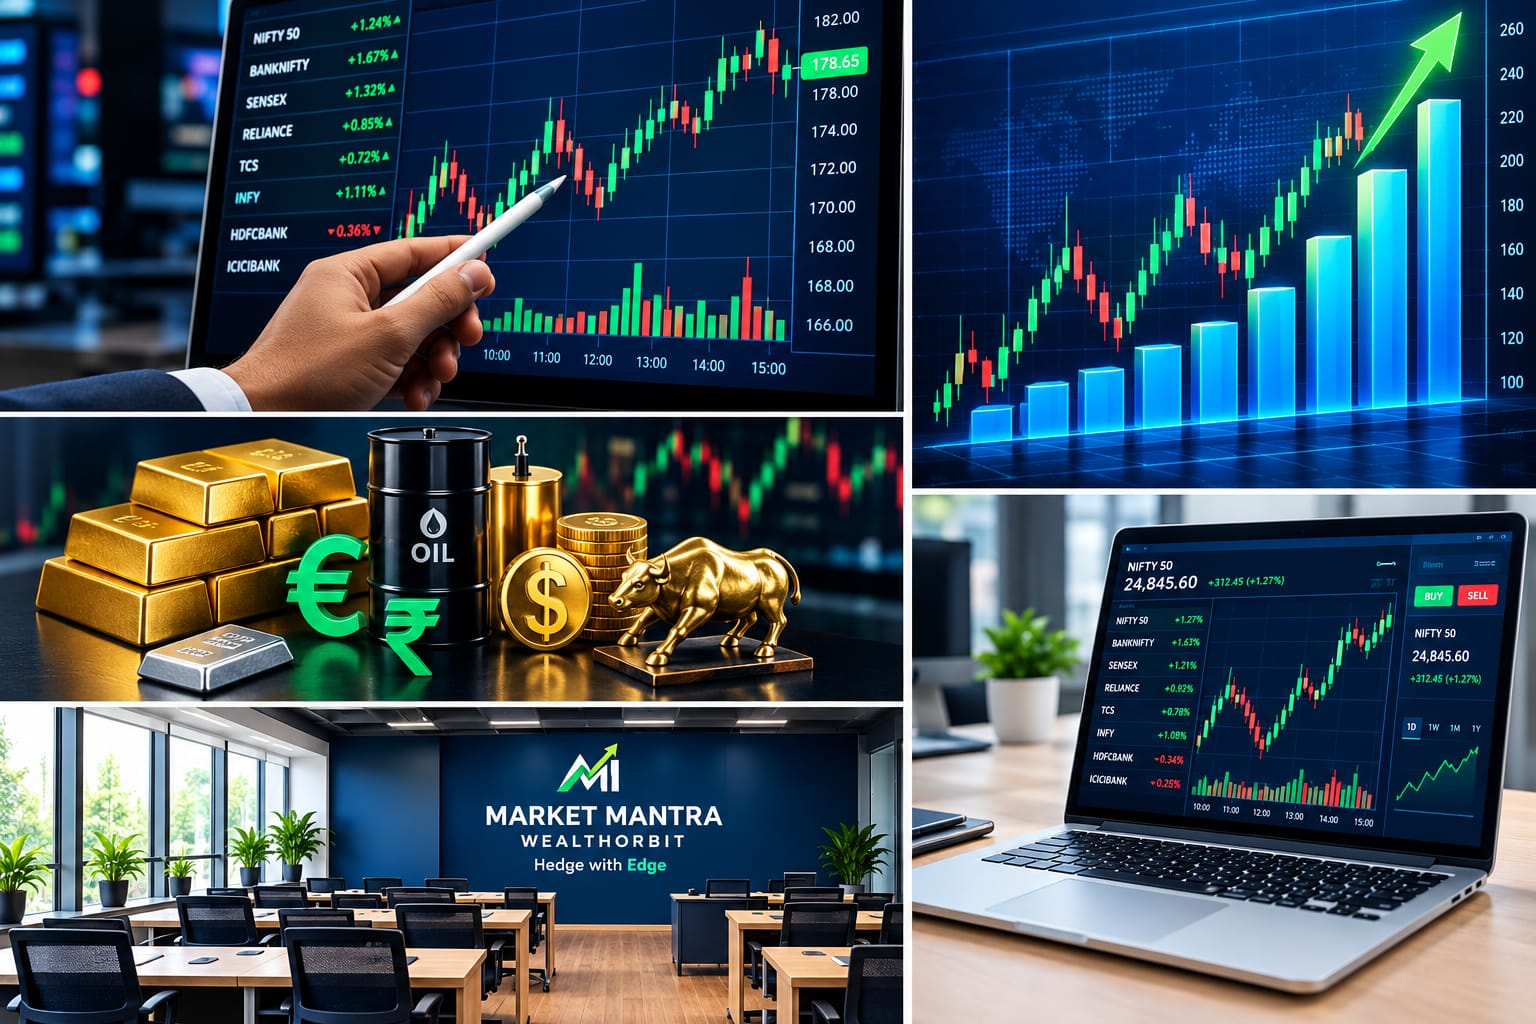 NIFTY 50 +1.24% ▲
BANKNIFTY +1.67% ▲
SENSEX +1.32% ▲
RELIANCE +0.85% ▲
TCS +0.72% ▲
INFY +1.11% ▲
HDFCBANK ▼0.36% ▼
ICICIBANK
182.00
178.65
178.00
174.00
172.00
170.00
168.00
168.00
166.00
10:00 11:00 12:00 13:00 14:00 15:00
260
240
220
200
180
160
140
120
100
OIL
€
₹
$
MARKET MANTRA
WEALTHORBIT
Hedge with Edge
NIFTY 50
24,845.60 +312.45 (+1.27%)
BUY SELL
NIFTY 50 +1.27%
BANKNIFTY +1.63%
SENSEX +1.21%
RELIANCE +0.92%
TCS +0.78%
INFY +1.08%
HDFCBANK -0.34%
ICICIBANK ▾0.25%
10:00 11:00 12:00 13:00 14:00 15:00
NIFTY 50
24,845.60
+312.45 (+1.27%)
1D 1W 1M 1Y